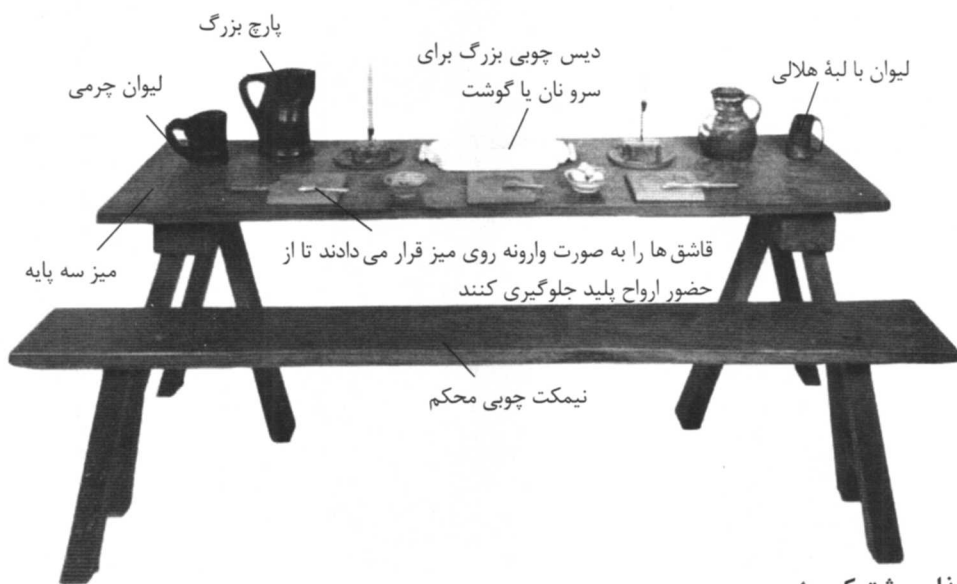 پارچ بزرگ
دیس چوبی بزرگ برای
سرو نان یا گوشت
لیوان با لبهٔ هلالی
لیوان چرمی
قاشق ها را به صورت وارونه روی میز قرار می دادند تا از
حضور ارواح پلید جلوگیری کنند
میز سه پایه
نیمکت چوبی محکم